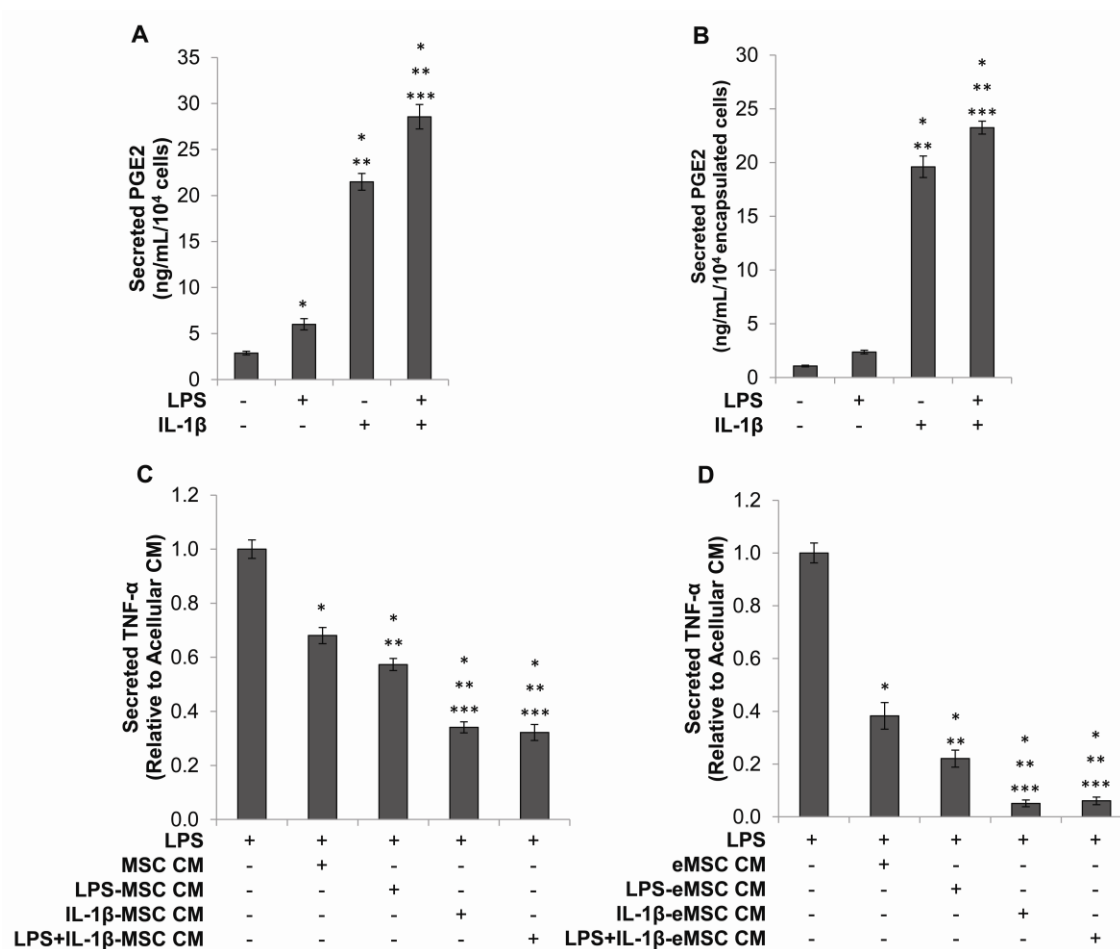 A
Secreted PGE2
(ng/mL/10⁴ cells)
35
30
25
20
15
10
5
0
*
*
**
*
**
***
LPS - + - +
IL-1β - - + +
B
Secreted PGE2
(ng/mL/10⁴ encapsulated cells)
30
25
20
15
10
5
0
*
**
*
**
***
LPS - + - +
IL-1β - - + +
C
Secreted TNF-α
(Relative to Acellular CM)
1.2
1.0
0.8
0.6
0.4
0.2
0.0
*
*
**
*
**
***
*
**
***
LPS + + + + +
MSC CM - + - - -
LPS-MSC CM - - + - -
IL-1β-MSC CM - - - + -
LPS+IL-1β-MSC CM - - - - +
D
Secreted TNF-α
(Relative to Acellular CM)
1.2
1.0
0.8
0.6
0.4
0.2
0.0
*
*
**
*
**
***
*
**
***
LPS + + + + +
eMSC CM - + - - -
LPS-eMSC CM - - + - -
IL-1β-eMSC CM - - - + -
LPS+IL-1β-eMSC CM - - - - +